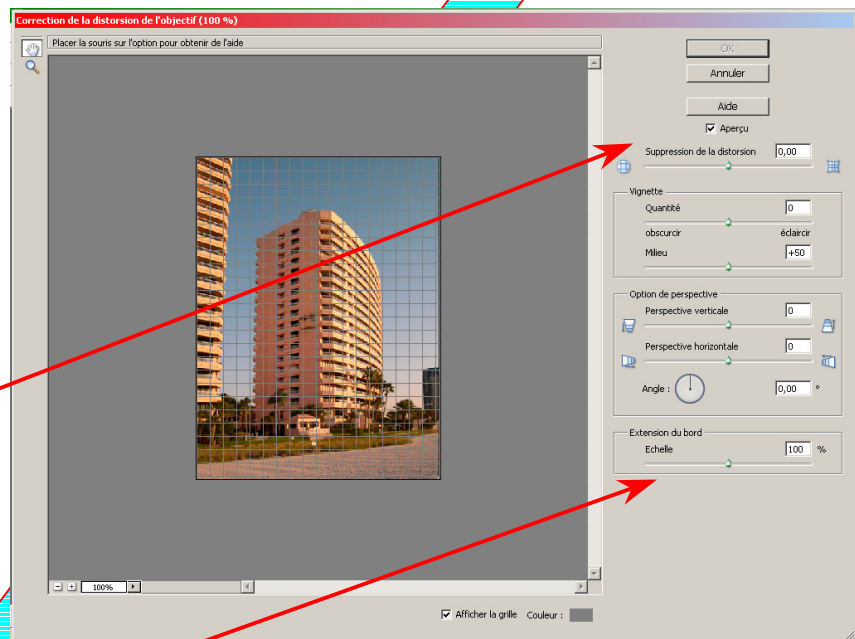 Correction de la distorsion de l'objectif (100 %)
Placer la souris sur l'option pour obtenir de l'aide
OK
Annuler
Aide
Aperçu
Suppression de la distorsion 0,00
Vignette
Quantité 0
obscurcir éclaircir
Milieu +50
Option de perspective
Perspective verticale 0
Perspective horizontale 0
Angle : 0,00 °
Extension du bord
Echelle 100 %
100%
Afficher la grille Couleur :